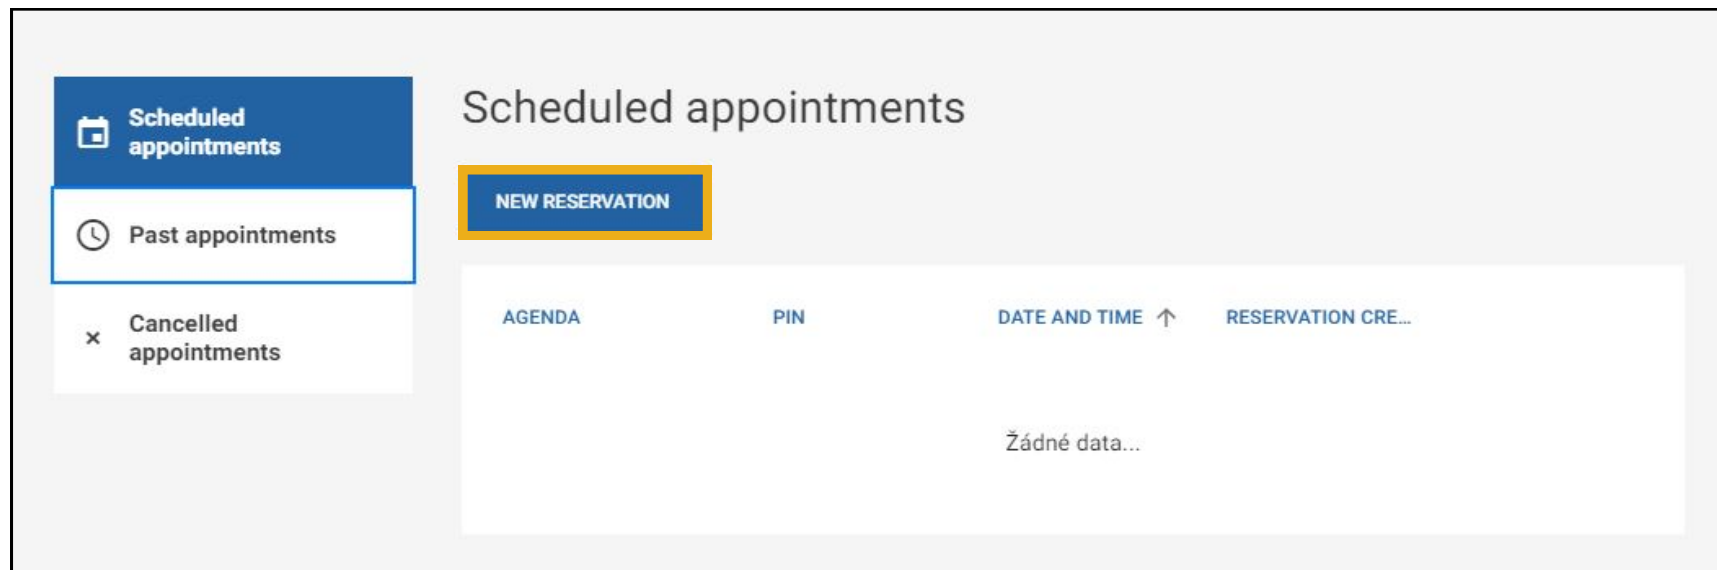 Scheduled
appointments
Past appointments
Cancelled
appointments
Scheduled appointments
NEW RESERVATION
AGENDA PIN DATE AND TIME RESERVATION CRE...
Žádné data...